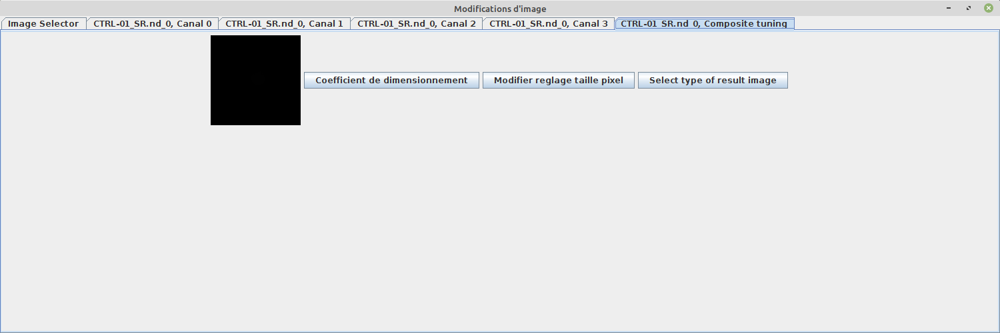 Modifications d'image
Image Selector CTRL-01_SR.nd_0, Canal 0 CTRL-01_SR.nd_0, Canal 1 CTRL-01_SR.nd_0, Canal 2 CTRL-01_SR.nd_0, Canal 3 CTRL-01_SR.nd_0, Composite tuning
Coefficient de dimensionnement Modifier reglage taille pixel Select type of result image